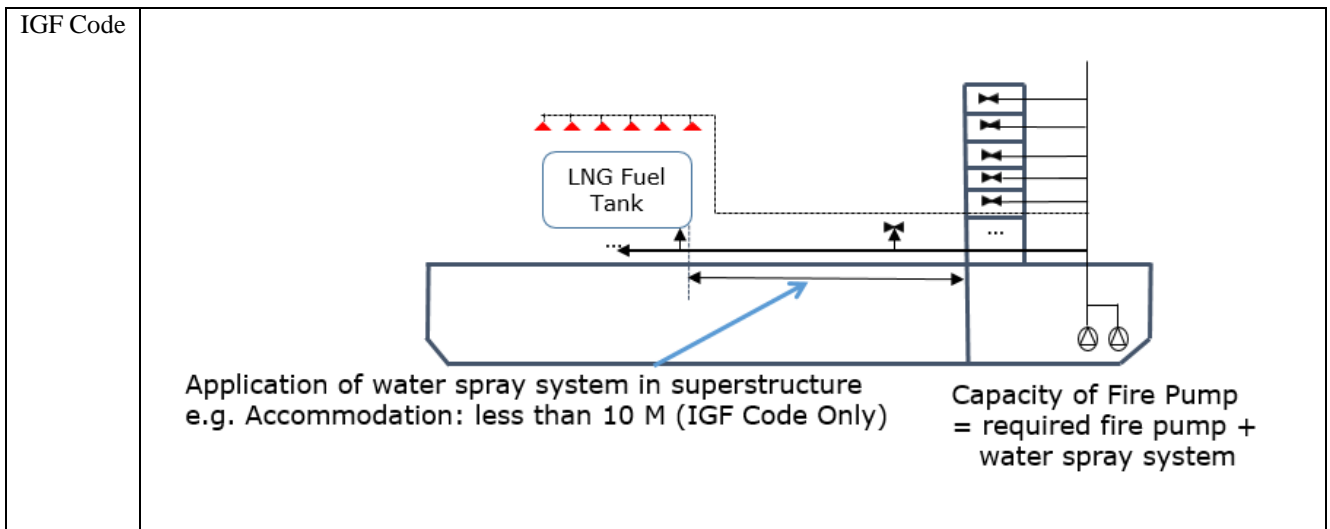 IGF Code
LNG Fuel
Tank
...
...
Application of water spray system in superstructure
e.g. Accommodation: less than 10 M (IGF Code Only)
Capacity of Fire Pump
= required fire pump +
water spray system